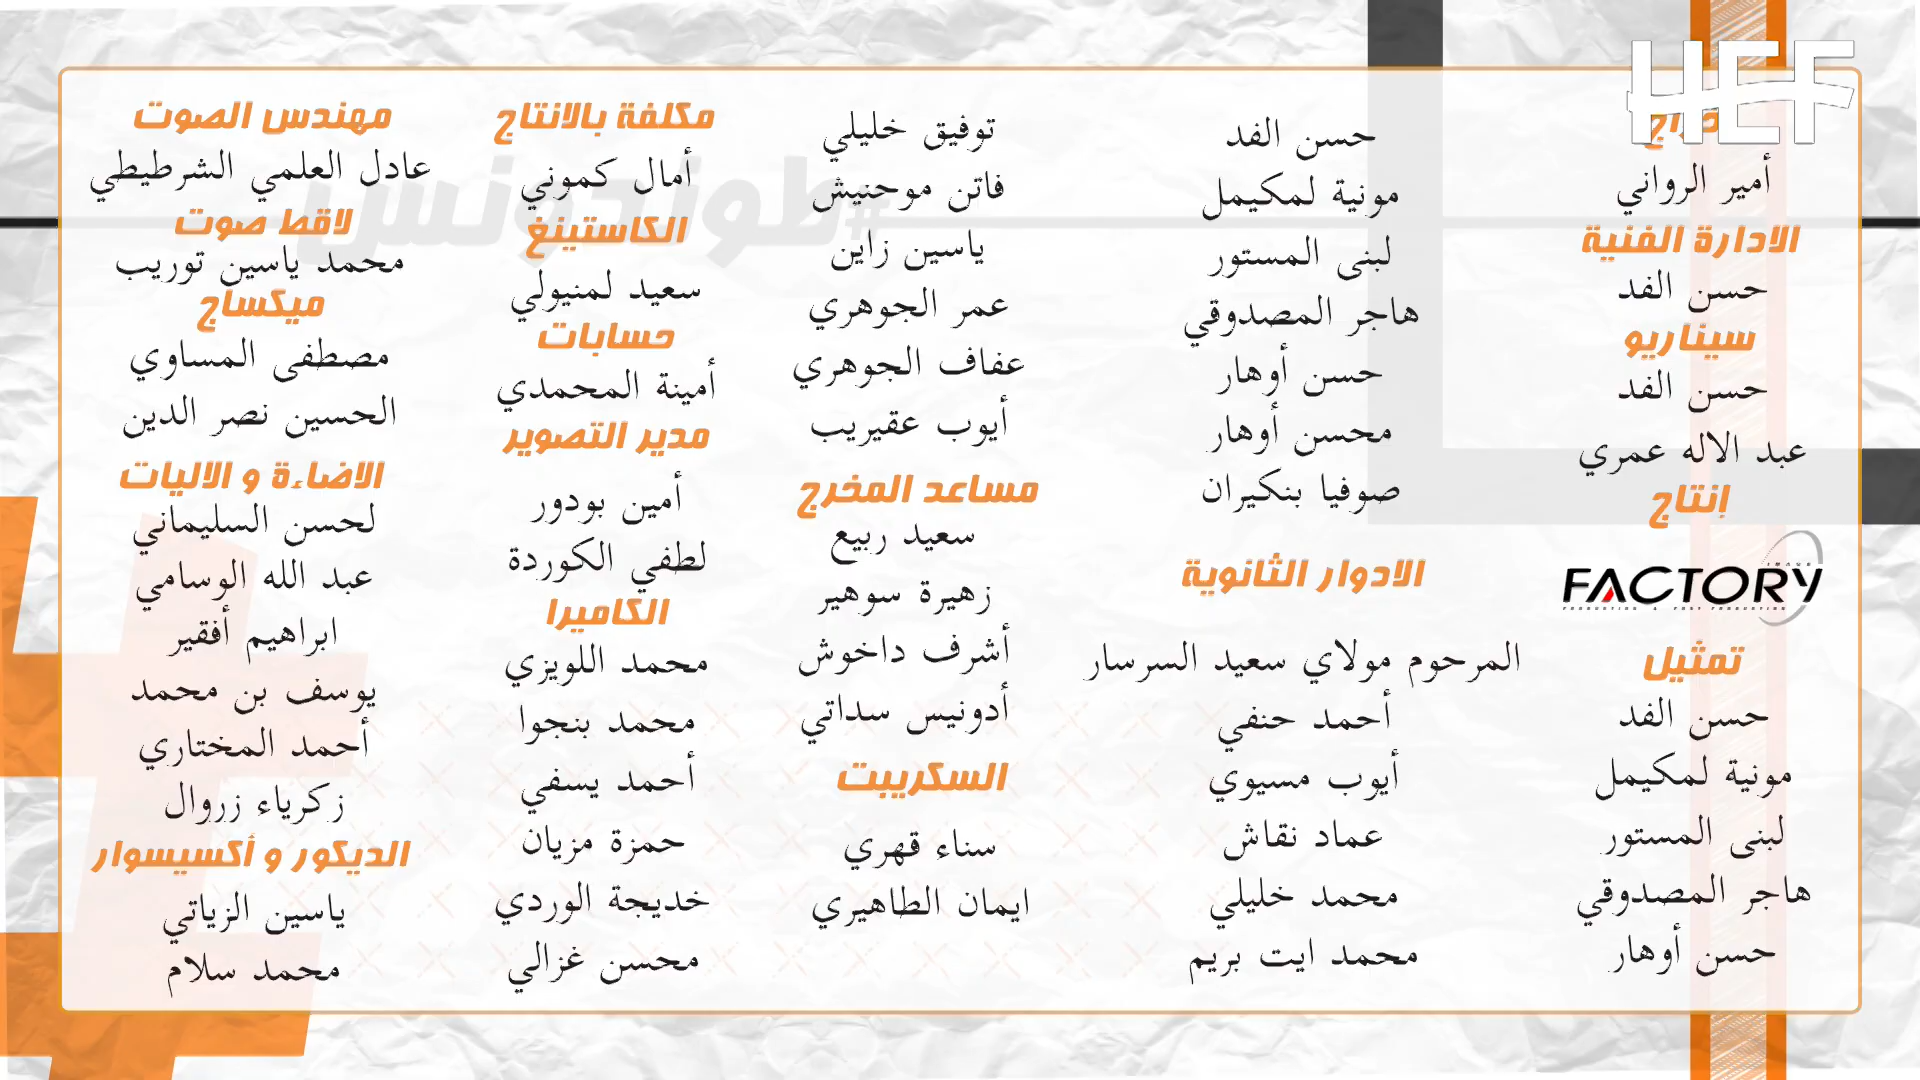 HEF
أمير الرواني
الادارة الفنية
حسن الفد
سيناريو
حسن الفد
عبد الاله عمري
إنتاج
IMAGE
FACTORY
PRODUCTION & POST-PRODUCTION
تمثيل
حسن الفد
مونية لمكيمل
لبنى المستور
هاجر المصدوقي
حسن أوهار
حسن الفد
مونية لمكيمل
لبنى المستور
هاجر المصدوقي
حسن أوهار
محسن أوهار
صوفيا بنكيران
الادوار الثانوية
المرحوم مولاي سعيد السرسار
أحمد حنفي
أيوب مسيوي
عماد نقاش
محمد خليلي
محمد ايت بريم
توفيق خليلي
فاتن موحنيش
ياسين زاين
عمر الجوهري
عفاف الجوهري
أيوب عقيريب
مساعد المخرج
سعيد ربيع
زهيرة سوهير
أشرف داخوش
أدونيس سداتي
السكريبت
سناء قهري
ايمان الطاهيري
مكلفة بالانتاج
أمال كموني
الكاستينغ
سعيد لمنيولي
حسابات
أمينة المحمدي
مدير التصوير
أمين بودور
لطفي الكوردة
الكاميرا
محمد اللويزي
محمد بنجوا
أحمد يسفي
حمزة مزيان
خديجة الوردي
محسن غزالي
مهندس الصوت
عادل العلمي الشرطيطي
لاقط صوت
محمد ياسين توريب
ميكساج
مصطفى المساوي
الحسين نصر الدين
الاضاءة و الاليات
لحسن السليماني
عبد الله الوسامي
ابراهيم أفقير
يوسف بن محمد
أحمد المختاري
زكرياء زروال
الديكور و أكسيسوار
ياسين الزياتي
محمد سلام